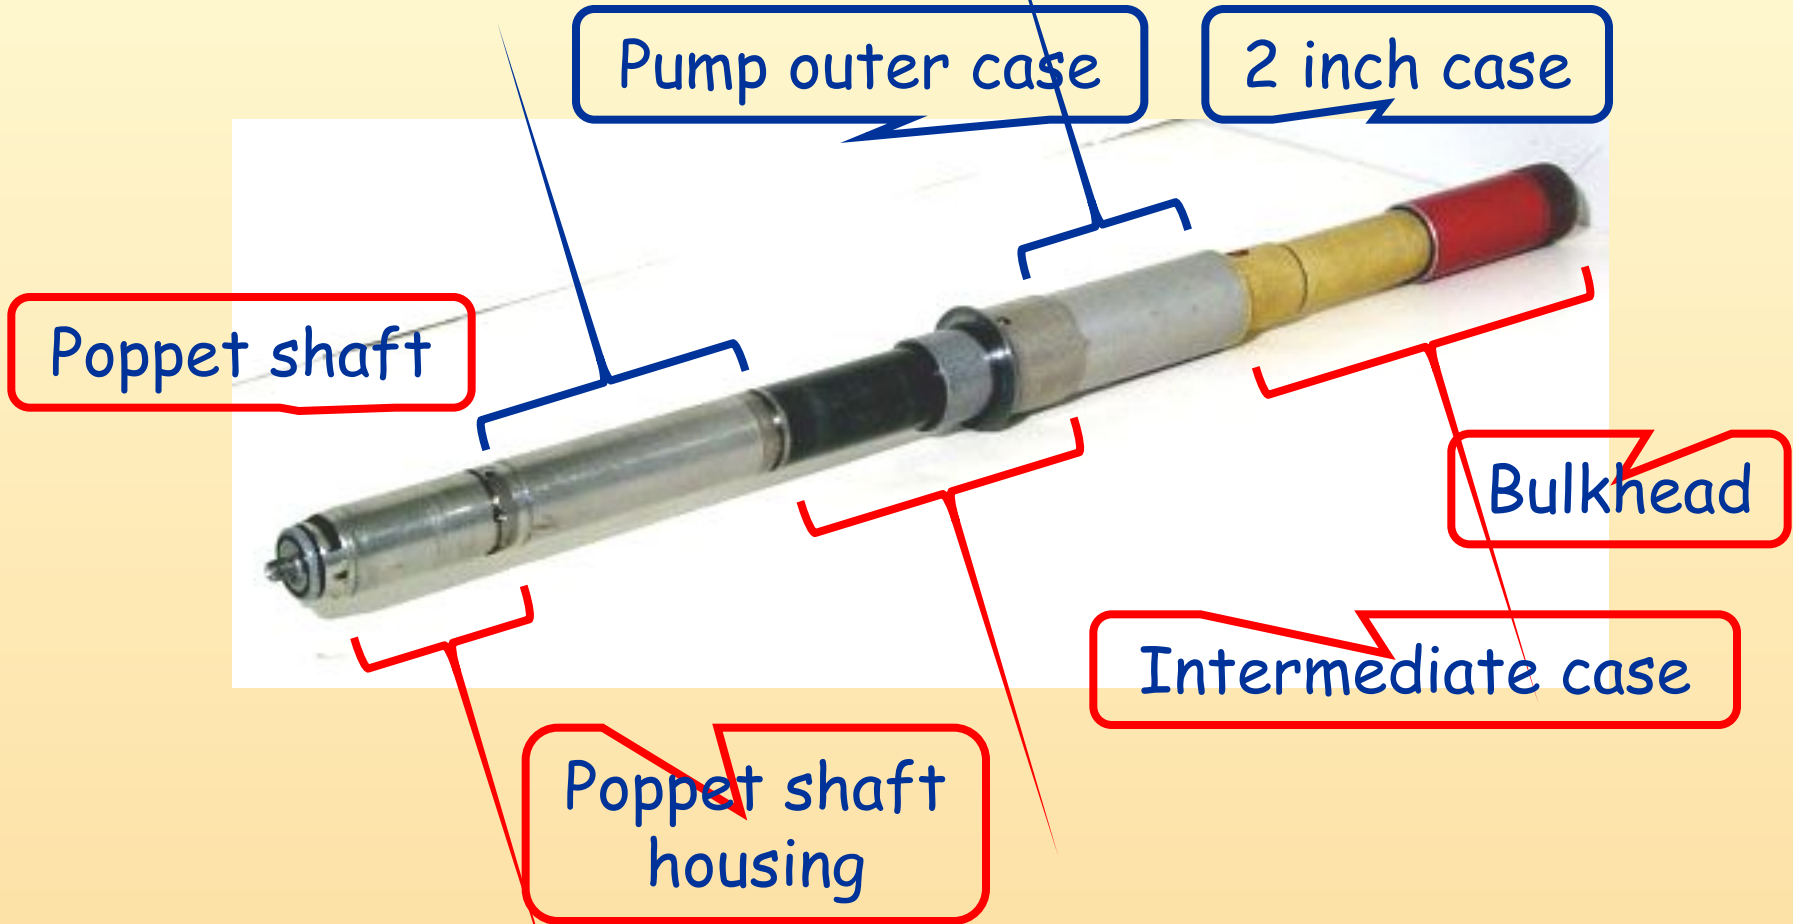 Pump outer case
2 inch case
Poppet shaft
Bulkhead
Intermediate case
Poppet shaft
housing